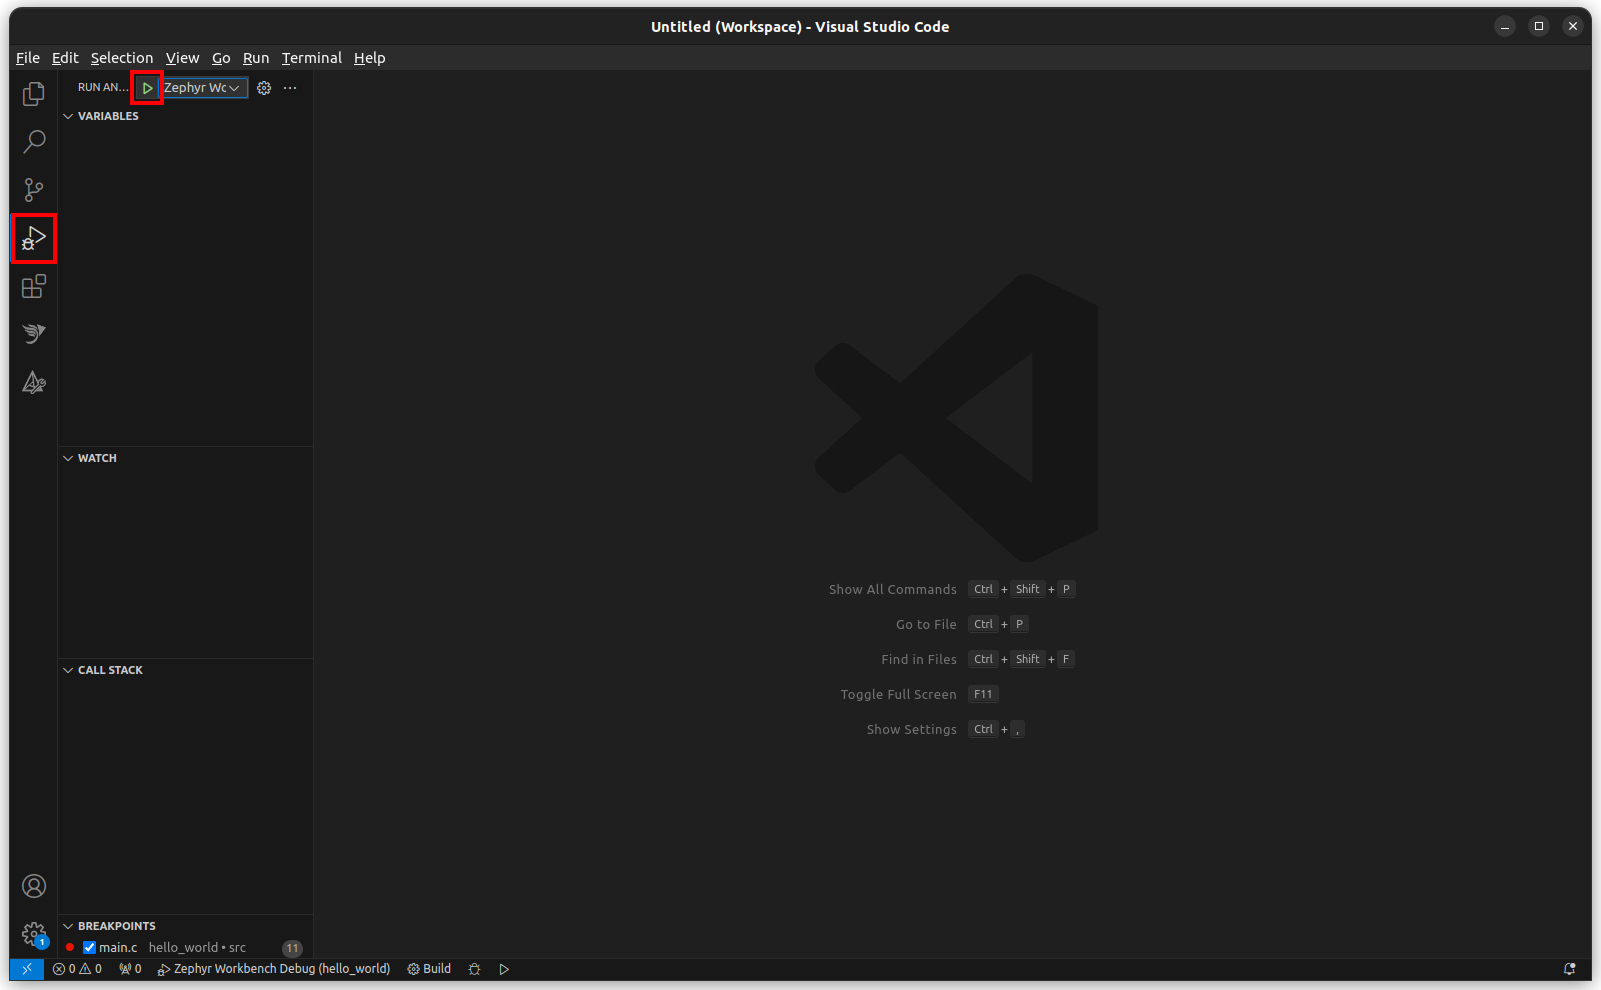 Untitled (Workspace) - Visual Studio Code
File Edit Selection View Go Run Terminal Help
RUN AN... Zephyr Wc
VARIABLES
WATCH
CALL STACK
Show All Commands Ctrl + Shift + P
Go to File Ctrl + P
Find in Files Ctrl + Shift + F
Toggle Full Screen F11
Show Settings Ctrl + ,
BREAKPOINTS
main.c hello_world • src 11
1
0 0 0 Zephyr Workbench Debug (hello_world) Build